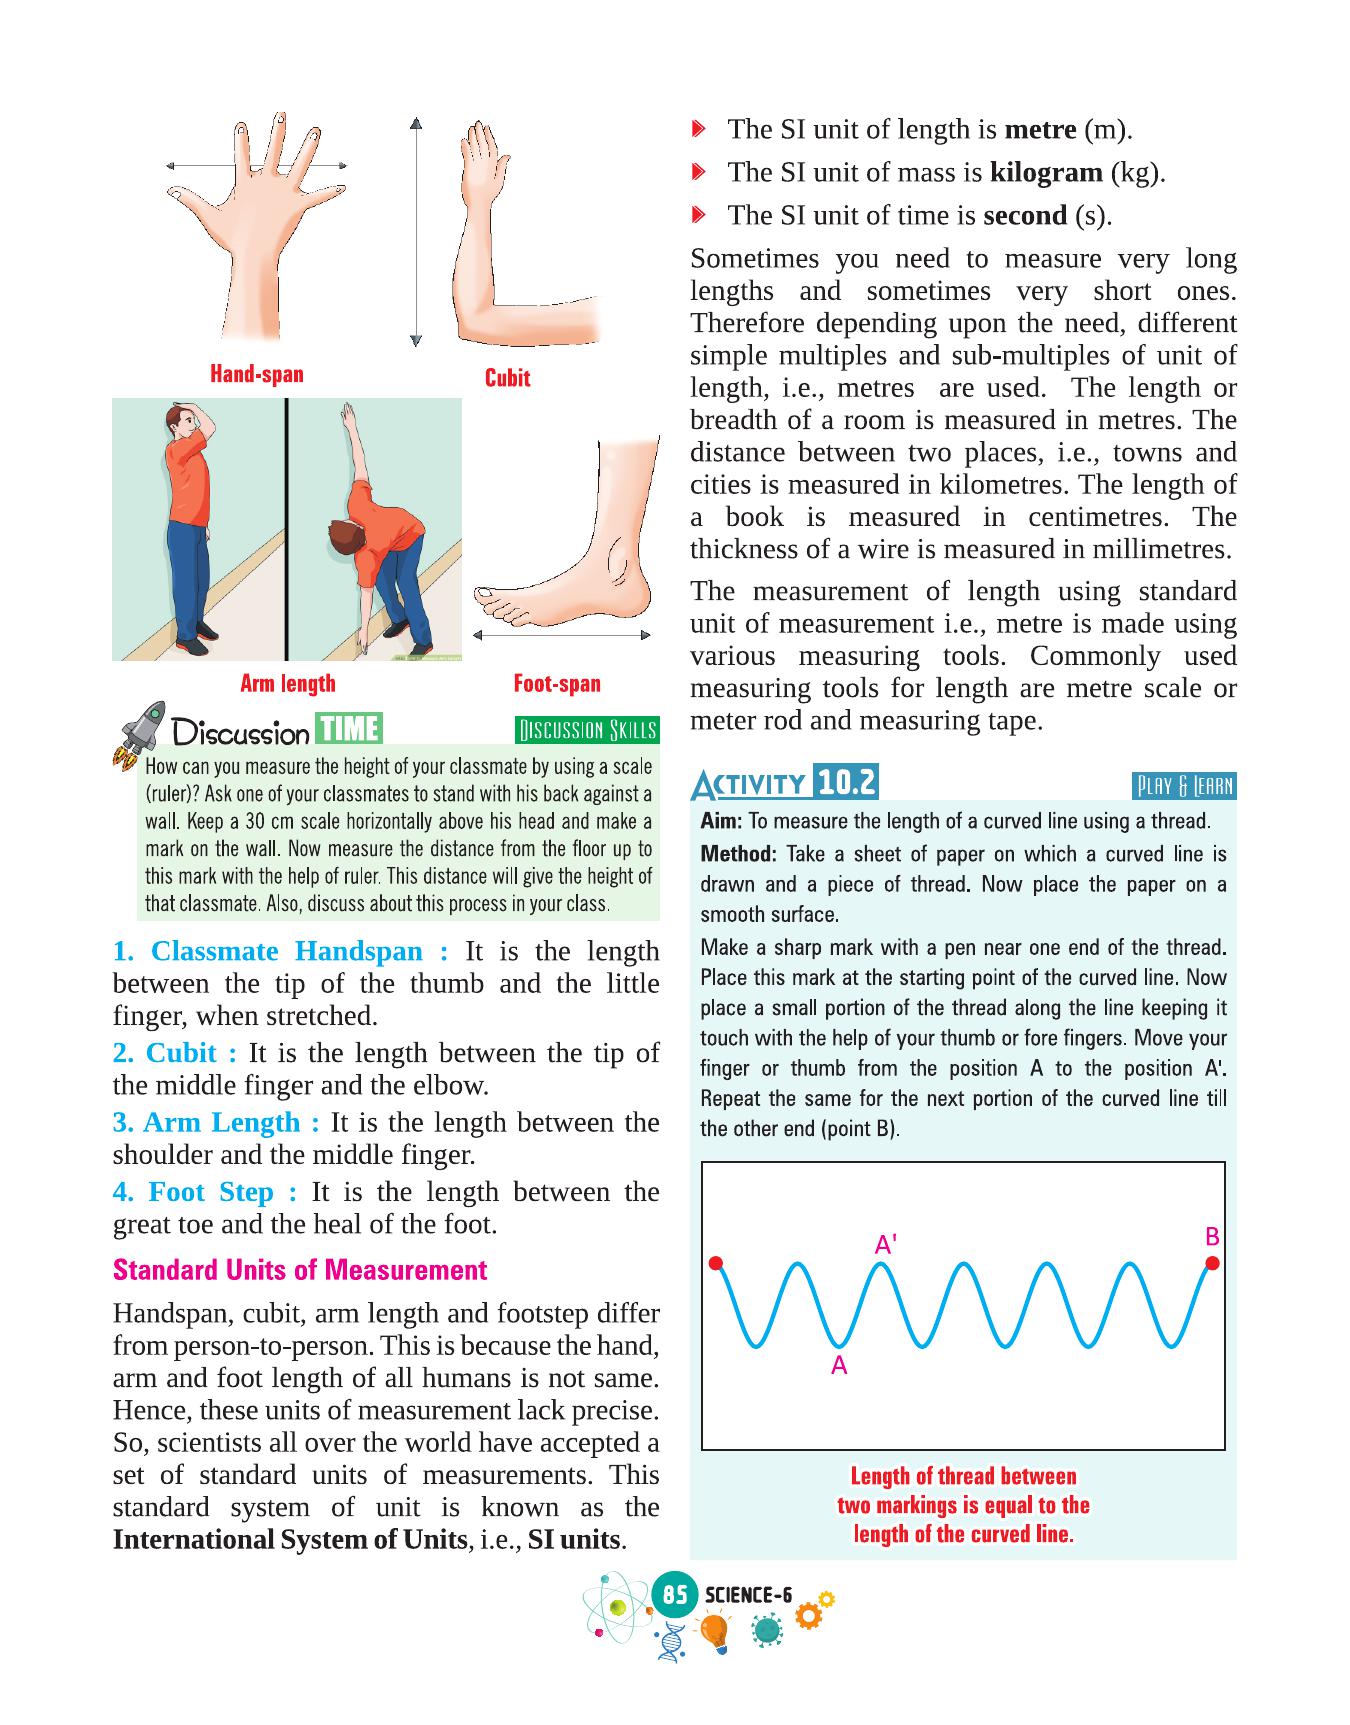 Hand-span
Cubit
Arm length
Foot-span
Discussion TIME
DISCUSSION SKILLS
How can you measure the height of your classmate by using a scale
(ruler)? Ask one of your classmates to stand with his back against a
wall. Keep a 30 cm scale horizontally above his head and make a
mark on the wall. Now measure the distance from the floor up to
this mark with the help of ruler. This distance will give the height of
that classmate. Also, discuss about this process in your class.
1. Classmate Handspan : It is the length
between the tip of the thumb and the little
finger, when stretched.
2. Cubit : It is the length between the tip of
the middle finger and the elbow.
3. Arm Length : It is the length between the
shoulder and the middle finger.
4. Foot Step : It is the length between the
great toe and the heal of the foot.
Standard Units of Measurement
Handspan, cubit, arm length and footstep differ
from person-to-person. This is because the hand,
arm and foot length of all humans is not same.
Hence, these units of measurement lack precise.
So, scientists all over the world have accepted a
set of standard units of measurements. This
standard system of unit is known as the
International System of Units, i.e., SI units.
The SI unit of length is metre (m).
The SI unit of mass is kilogram (kg).
The SI unit of time is second (s).
Sometimes you need to measure very long
lengths and sometimes very short ones.
Therefore depending upon the need, different
simple multiples and sub-multiples of unit of
length, i.e., metres are used. The length or
breadth of a room is measured in metres. The
distance between two places, i.e., towns and
cities is measured in kilometres. The length of
a book is measured in centimetres. The
thickness of a wire is measured in millimetres.
The measurement of length using standard
unit of measurement i.e., metre is made using
various measuring tools. Commonly used
measuring tools for length are metre scale or
meter rod and measuring tape.
ACTIVITY 10.2
PLAY & LEARN
Aim: To measure the length of a curved line using a thread.
Method: Take a sheet of paper on which a curved line is
drawn and a piece of thread. Now place the paper on a
smooth surface.
Make a sharp mark with a pen near one end of the thread.
Place this mark at the starting point of the curved line. Now
place a small portion of the thread along the line keeping it
touch with the help of your thumb or fore fingers. Move your
finger or thumb from the position A to the position A'.
Repeat the same for the next portion of the curved line till
the other end (point B).
A'
B
A
Length of thread between
two markings is equal to the
length of the curved line.
85 SCIENCE-6